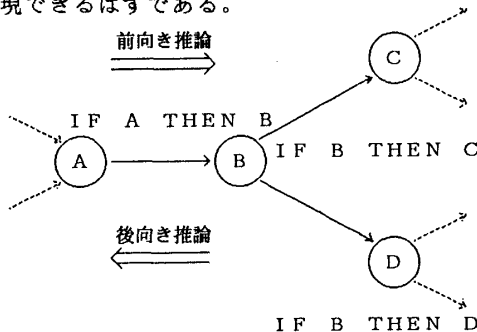 現できるはずである。
前向き推論
C
IF A THEN B
A
B
IF B THEN C
後向き推論
D
IF B THEN D